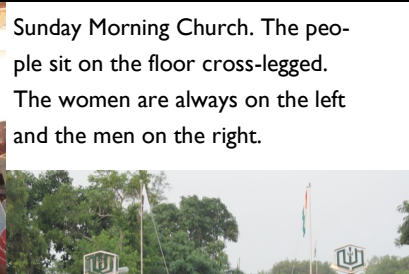 Sunday Morning Church. The peo-
ple sit on the floor cross-legged.
The women are always on the left
and the men on the right.